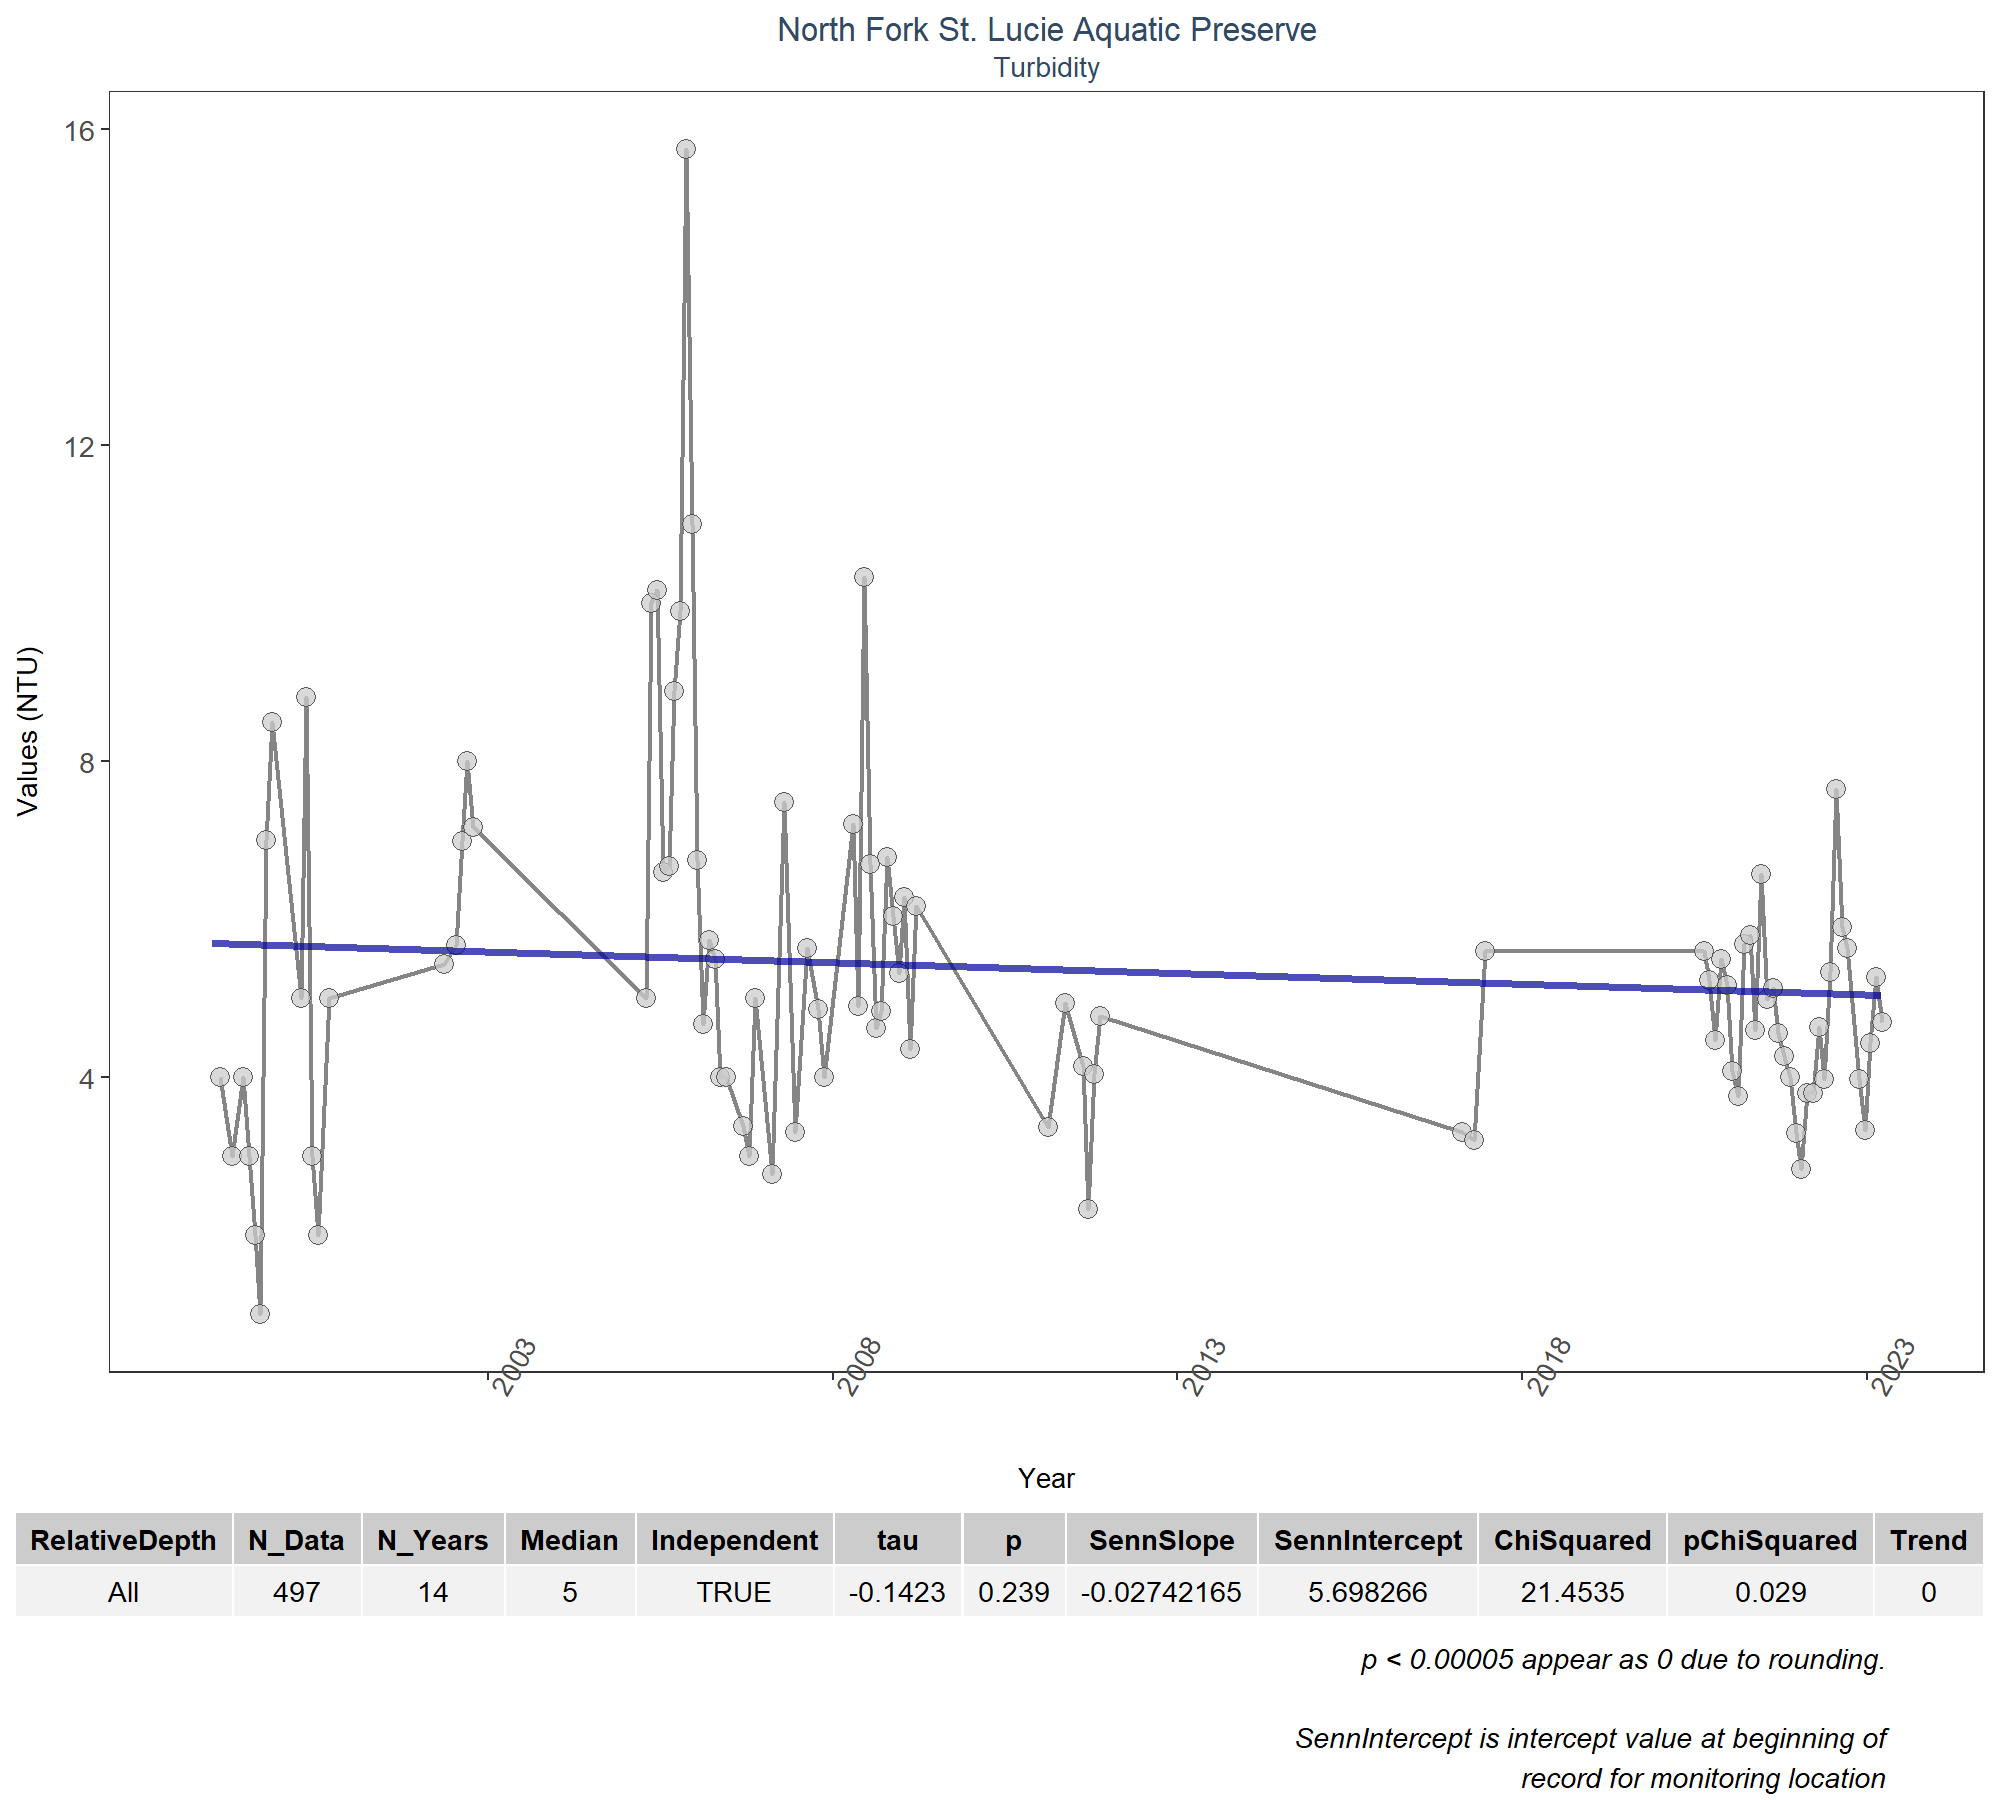 North Fork St. Lucie Aquatic Preserve
Turbidity
16
12
8
4
Values (NTU)
2003 2008 2013 2018 2023
Year
RelativeDepth N_Data N_Years Median Independent tau p SennSlope SennIntercept ChiSquared pChiSquared Trend
All 497 14 5 TRUE -0.1423 0.239 -0.02742165 5.698266 21.4535 0.029 0
p < 0.00005 appear as 0 due to rounding.
SennIntercept is intercept value at beginning of
record for monitoring location